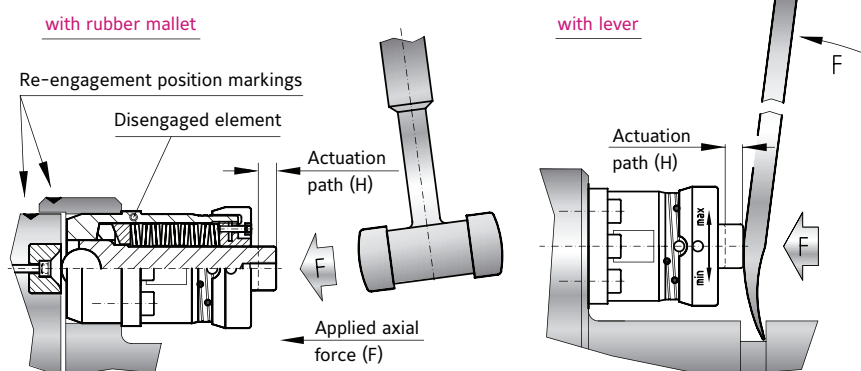 with rubber mallet
Re-engagement position markings
Disengaged element
Actuation
path (H)
F
Applied axial
force (F)
with lever
F
Actuation
path (H)
max
min
F